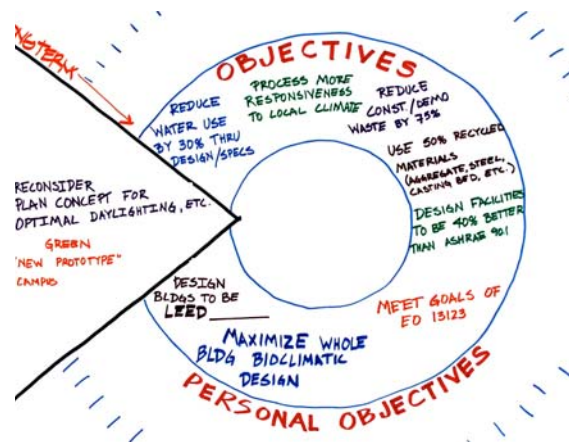 OBJECTIVES
REDUCE
WATER USE
BY 30% THRU
DESIGN/SPECS
PROCESS MORE
RESPONSIVENESS
TO LOCAL CLIMATE
REDUCE
CONST./DEMO
WASTE BY 75%
USE 50% RECYCLED
MATERIALS
(AGGREGATE, STEEL,
CASTING BED, ETC.)
DESIGN FACILITIES
TO BE 40% BETTER
THAN ASHRAE 90.1
MEET GOALS OF
EO 13123
MAXIMIZE WHOLE
BLDG BIOCLIMATIC
DESIGN
DESIGN
BLDGS TO BE
LEED
PERSONAL OBJECTIVES
RECONSIDER
PLAN CONCEPT FOR
OPTIMAL DAYLIGHTING, ETC.
GREEN
"NEW PROTOTYPE"
CAMPUS